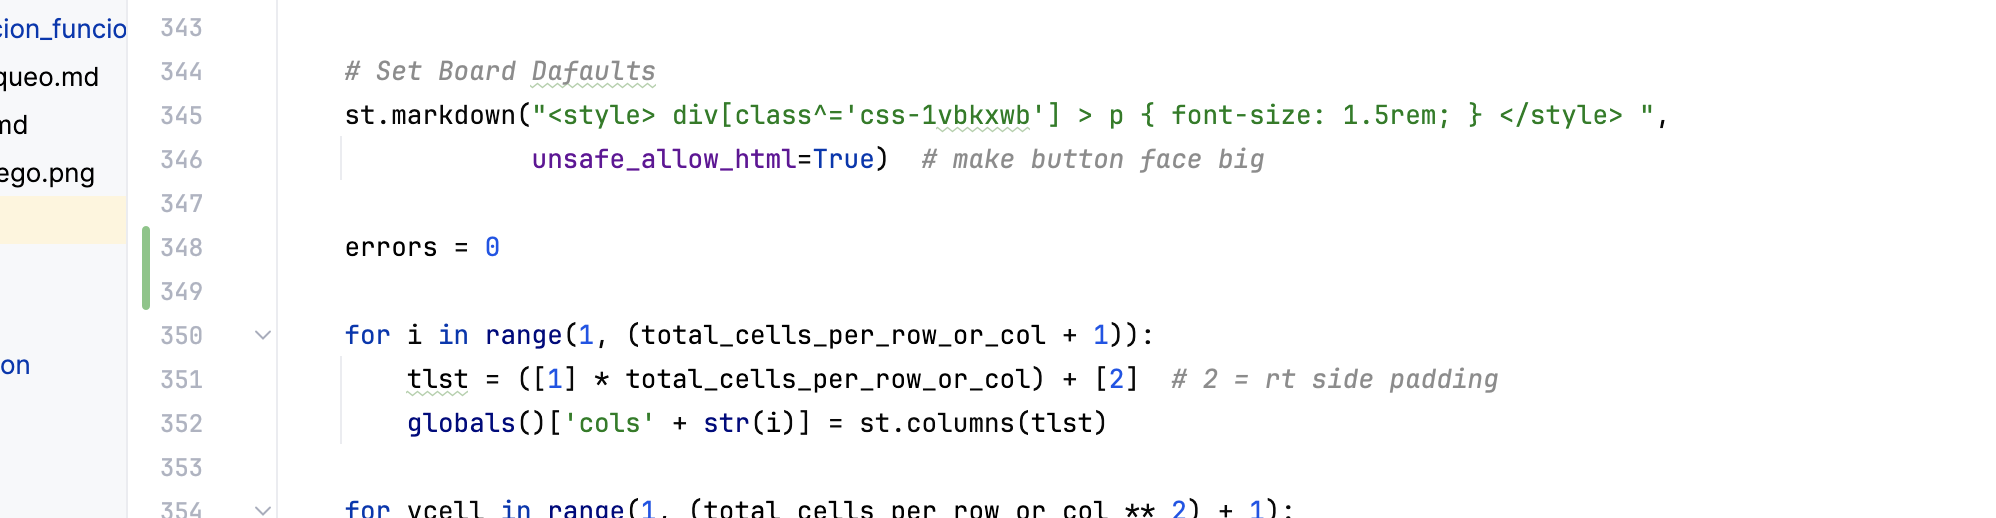 cion_funcio
queo.md
md
ego.png
on
343
344 # Set Board Dafaults
345 st.markdown("<style> div[class^='css-1vbkxwb'] > p { font-size: 1.5rem; } </style> ",
346 unsafe_allow_html=True)  # make button face big
347
348 errors = 0
349
350 for i in range(1, (total_cells_per_row_or_col + 1)):
351 tlst = ([1] * total_cells_per_row_or_col) + [2]  # 2 = rt side padding
352 globals()['cols' + str(i)] = st.columns(tlst)
353
354 for vcell in range(1, (total_cells_per_row_or_col ** 2) + 1):